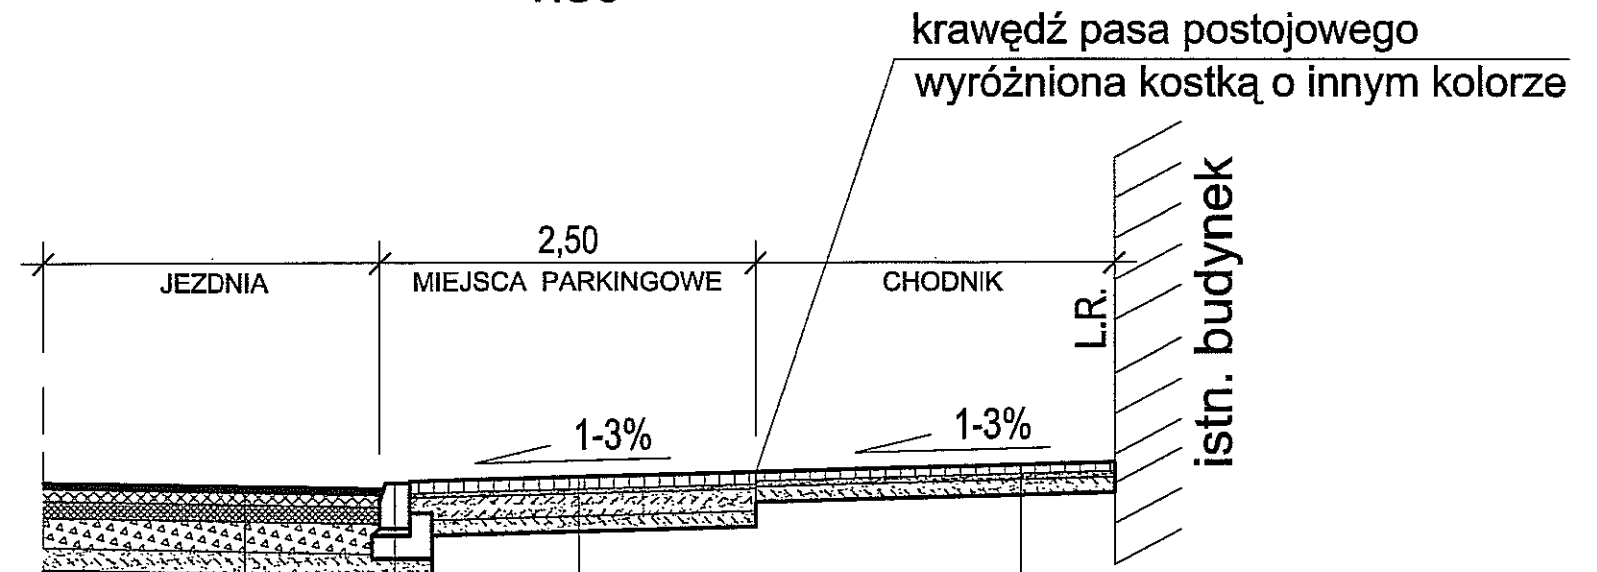 krawędź pasa postojowego
wyróżniona kostką o innym kolorze
2,50
JEZDNIA
MIEJSCA PARKINGOWE
CHODNIK
L.R.
istn. budynek
1-3%
1-3%